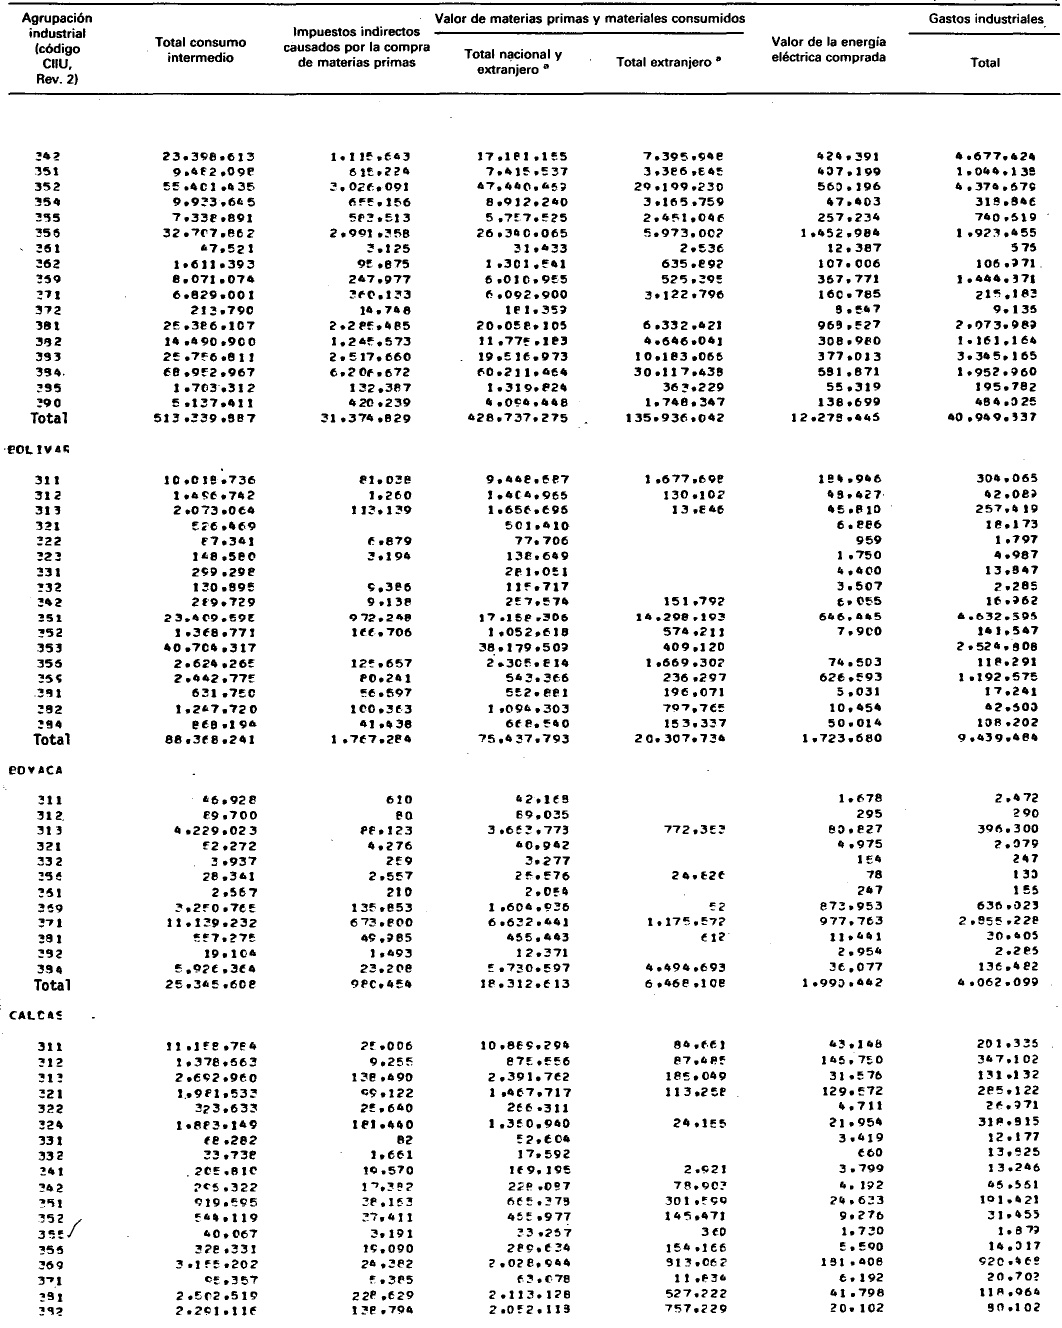 Agrupación industrial (código CIIU, Rev. 2) Total consumo intermedio Impuestos indirectos causados por la compra de materias primas Valor de materias primas y materiales consumidos Valor de la energía eléctrica comprada Gastos industriales
Total nacional y extranjero ª Total extranjero ª Total
342 23.398.613 1.115.643 17.181.155 7.395.948 424.391 4.677.424
351 9.482.098 615.224 7.415.537 3.386.845 407.199 1.044.138
352 55.401.435 3.026.091 47.440.469 29.199.230 560.196 4.374.679
354 9.933.645 655.156 8.912.240 3.165.759 47.403 318.846
355 7.338.891 583.513 5.757.525 2.451.046 257.234 740.619
356 32.707.862 2.991.358 26.340.065 5.973.002 1.452.984 1.923.455
361 47.521 3.125 31.433 2.536 12.387 575
362 1.611.393 95.875 1.301.541 635.892 107.006 106.971
369 8.071.074 247.977 6.010.955 525.395 367.771 1.444.371
371 6.829.001 360.133 6.092.900 3.122.796 160.785 215.183
372 213.790 14.748 181.359 8.547 9.135
381 25.386.107 2.285.485 20.058.105 6.332.421 969.527 2.073.989
382 14.490.900 1.245.573 11.775.183 4.646.041 308.980 1.161.164
383 25.756.811 2.517.660 19.516.973 10.183.066 377.013 3.345.165
384 68.952.967 6.206.672 60.211.464 30.117.438 591.871 1.952.960
385 1.703.312 132.387 1.319.824 363.229 55.319 195.782
390 5.137.411 420.239 4.094.448 1.748.347 138.699 484.025
Total 513.339.887 31.374.829 428.737.275 135.936.042 12.278.445 40.949.337
BOLIVAR
311 10.018.736 81.038 9.448.687 1.677.698 184.946 304.065
312 1.496.742 1.260 1.404.965 130.102 49.427 42.089
313 2.073.064 113.139 1.656.696 13.846 45.810 257.419
321 526.469 501.410 6.886 18.173
322 87.341 6.879 77.706 959 1.797
323 148.580 3.194 138.649 1.750 4.987
331 299.298 281.051 4.400 13.847
332 130.895 9.386 115.717 3.507 2.285
342 289.729 9.138 257.574 151.792 6.055 16.962
351 23.409.598 972.248 17.158.306 14.298.193 646.445 4.632.595
352 1.368.771 166.706 1.052.618 574.211 7.900 141.547
353 40.704.317 38.179.509 409.120 2.524.808
356 2.624.265 125.657 2.305.814 1.669.302 74.503 118.291
369 2.442.775 80.241 543.366 236.297 626.593 1.192.575
381 631.750 56.597 552.881 196.071 5.031 17.241
382 1.247.720 100.363 1.094.303 797.765 10.454 42.600
384 868.194 41.438 668.540 153.337 50.014 108.202
Total 88.368.241 1.767.284 75.437.793 20.307.734 1.723.680 9.439.484
BOYACA
311 46.928 610 42.168 1.678 2.472
312 89.700 80 89.035 295 290
313 4.229.023 88.123 3.663.773 772.353 80.827 396.300
321 52.272 4.276 40.942 4.975 2.079
332 3.937 259 3.277 154 247
356 28.341 2.557 25.576 24.626 78 130
361 2.567 210 2.054 247 155
369 3.250.765 135.853 1.604.936 52 873.953 636.023
371 11.139.232 673.800 6.632.441 1.175.572 977.763 2.855.228
381 557.275 49.985 455.443 612 11.441 30.405
382 19.104 1.493 12.371 2.954 2.285
384 5.926.364 23.208 5.730.597 4.494.693 36.077 136.482
Total 25.345.608 980.454 18.312.613 6.468.108 1.990.442 4.062.099
CALDAS
311 11.158.754 25.006 10.889.294 84.661 43.148 201.335
312 1.378.663 9.255 875.556 87.485 145.750 347.102
313 2.692.960 138.490 2.391.762 185.049 31.576 131.132
321 1.981.533 99.122 1.467.717 113.258 129.572 285.122
322 323.633 25.640 266.311 4.711 26.971
324 1.883.149 181.440 1.350.940 24.155 21.954 318.815
331 68.282 82 52.604 3.419 12.177
332 33.738 1.661 17.592 660 13.825
341 205.810 19.570 169.195 2.921 3.799 13.246
342 295.322 17.382 228.097 78.903 4.192 45.561
351 919.595 38.163 665.378 301.599 24.633 191.421
352 544.119 37.411 465.977 145.471 9.276 31.455
355 40.067 3.191 33.257 360 1.730 1.879
356 328.331 19.090 289.634 154.166 5.590 14.017
369 3.155.202 24.382 2.028.944 913.062 181.408 920.468
371 95.357 5.385 63.078 11.834 6.192 20.702
381 2.502.519 228.629 2.113.128 527.222 41.798 118.964
382 2.291.116 138.794 2.052.118 757.229 20.102 80.102